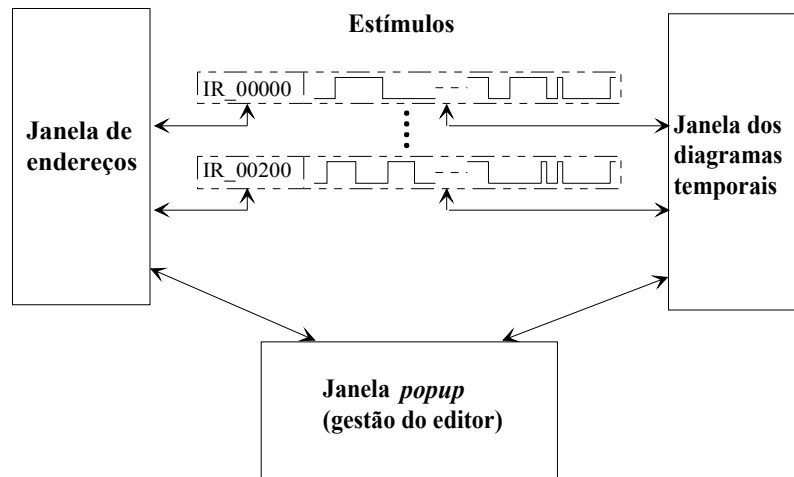 Estímulos
IR_00000
Janela de
endereços
Janela dos
diagramas
temporais
IR_00200
Janela popup
(gestão do editor)